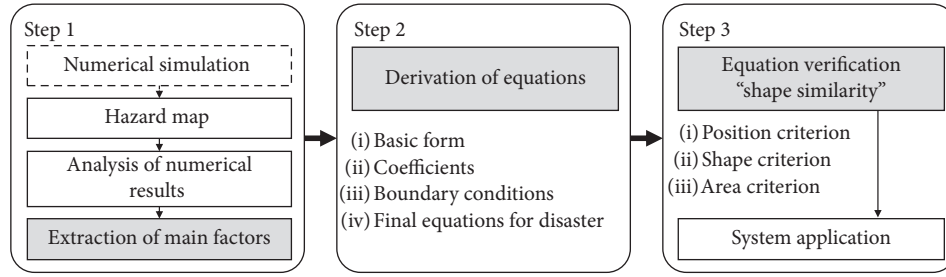 Step 1
Numerical simulation
Hazard map
Analysis of numerical
results
Extraction of main factors
Step 2
Derivation of equations
(i) Basic form
(ii) Coefficients
(iii) Boundary conditions
(iv) Final equations for disaster
Step 3
Equation verification
“shape similarity”
(i) Position criterion
(ii) Shape criterion
(iii) Area criterion
System application